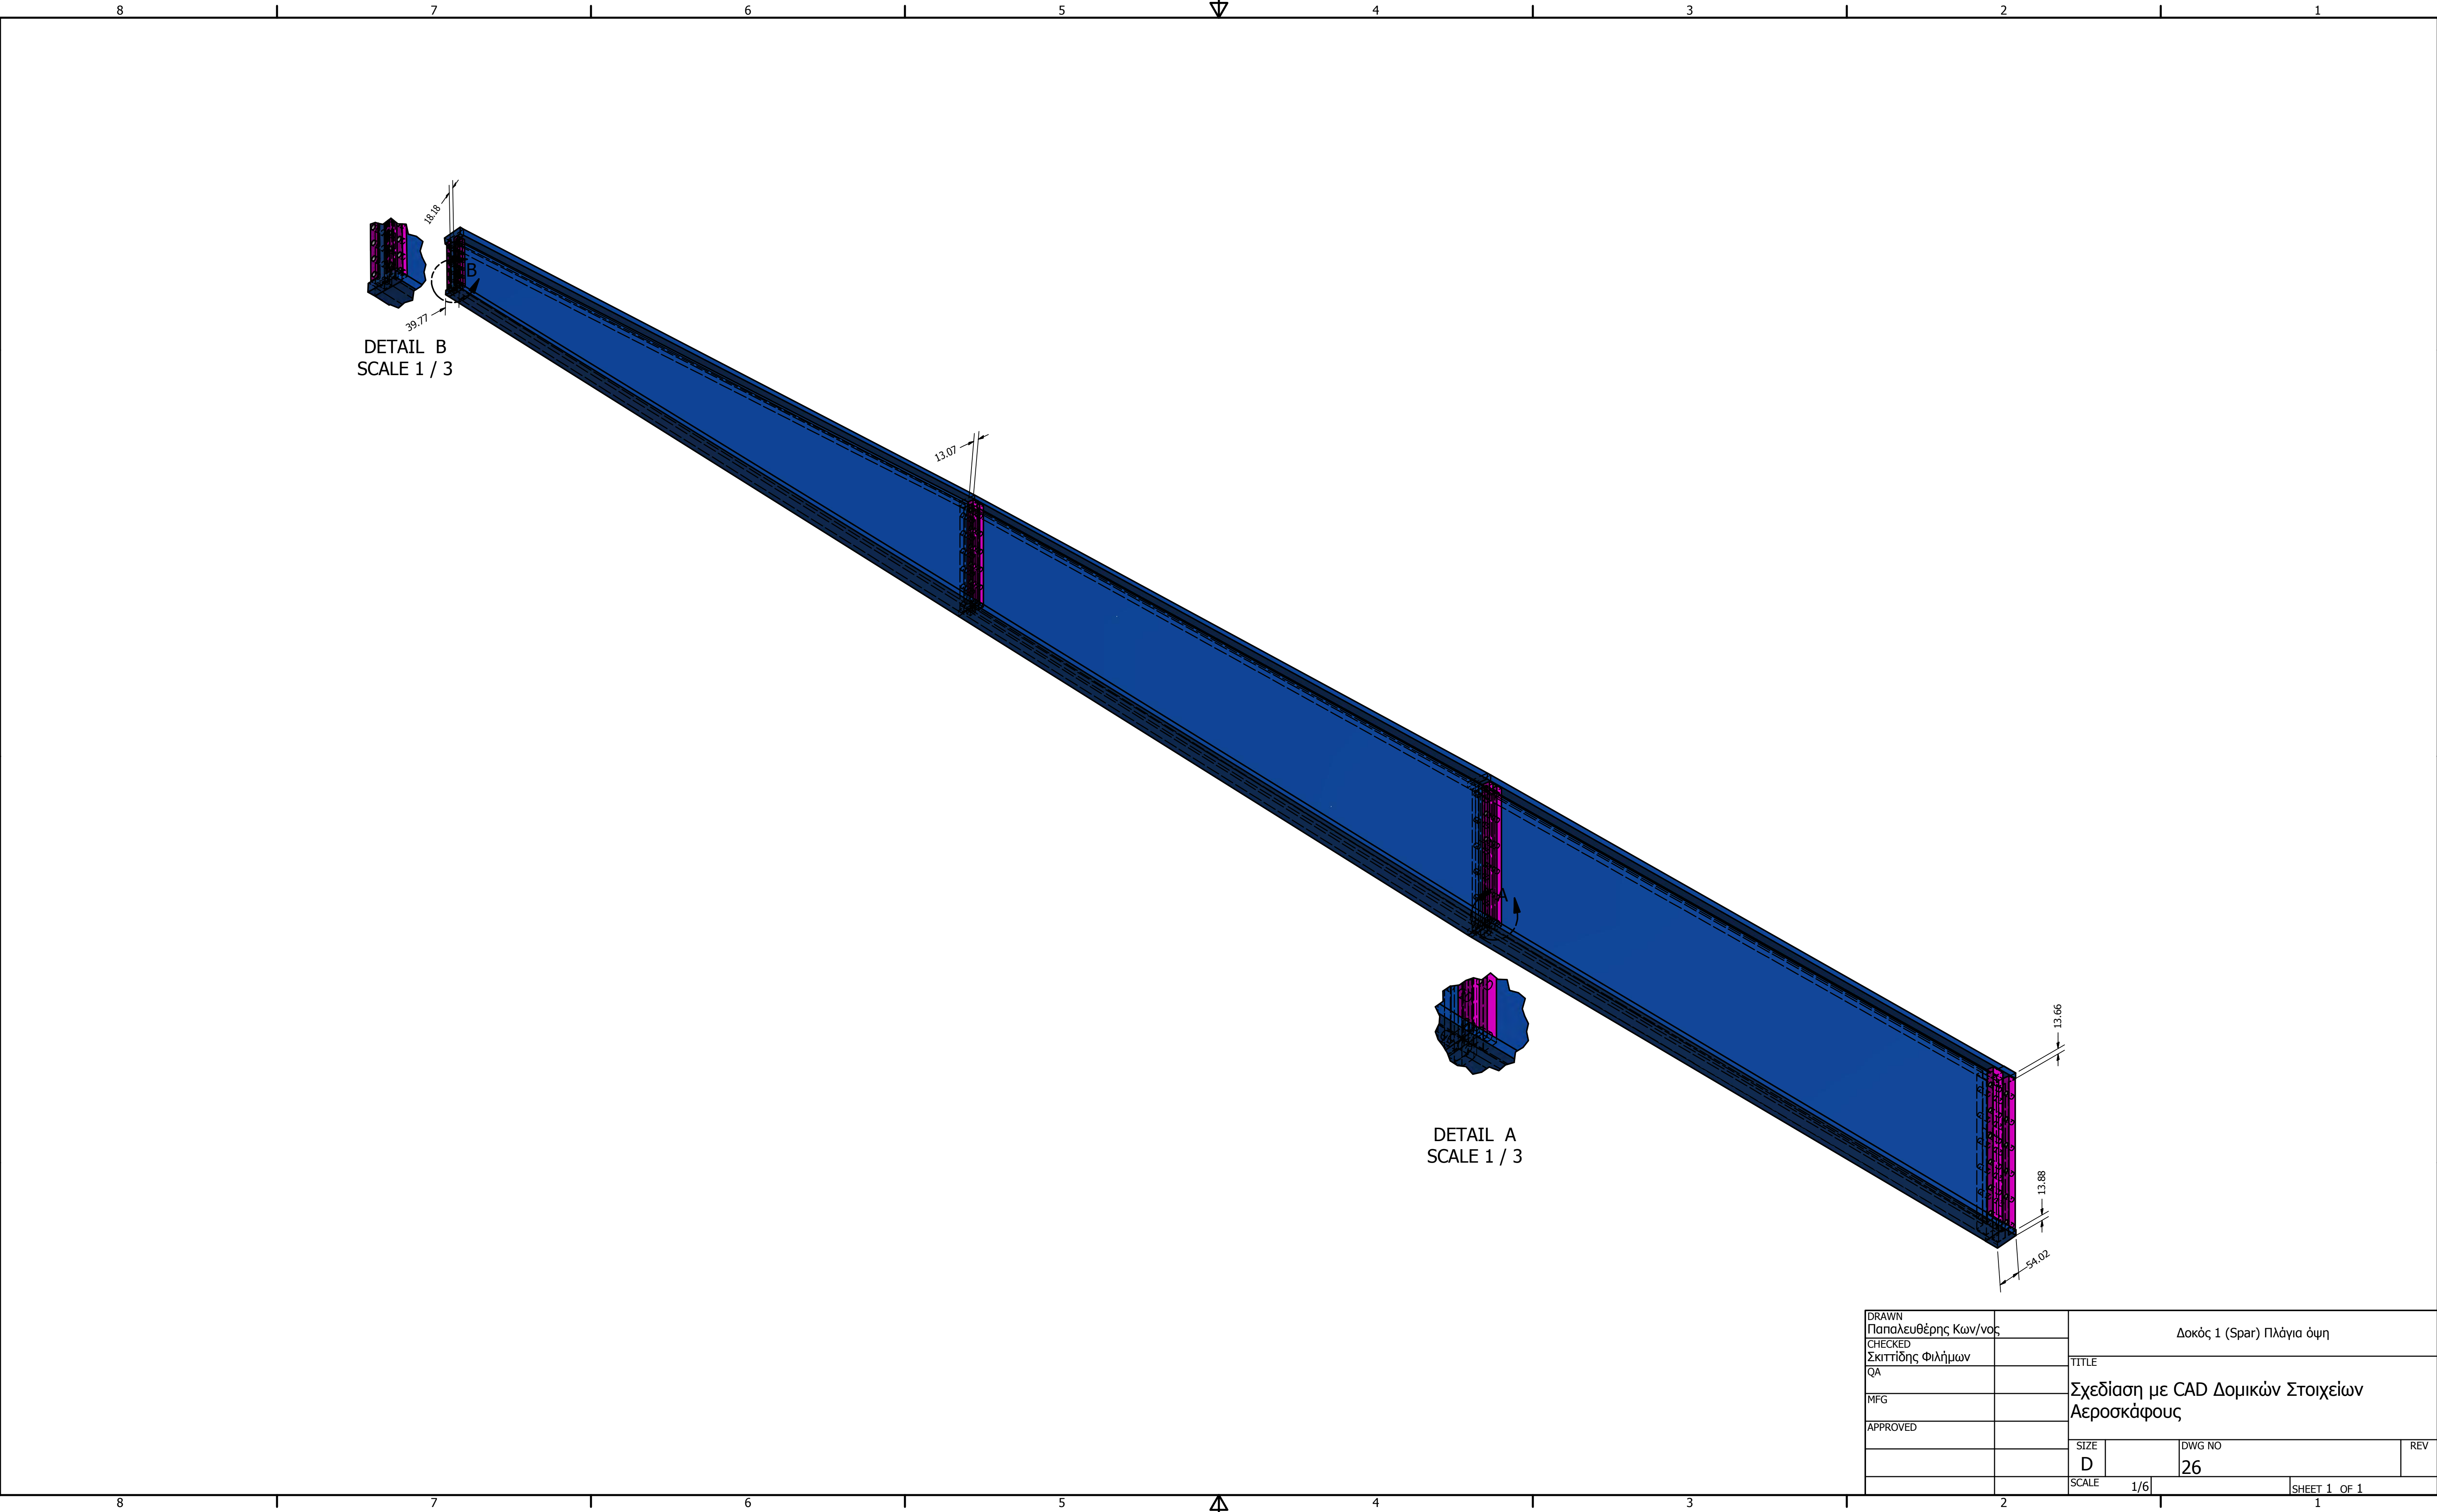 8 7 6 5 4 3 2 1
18.18
B
39.77
DETAIL B
SCALE 1 / 3
13.07
A
DETAIL A
SCALE 1 / 3
13.66
13.88
54.02
DRAWN
Παπαλευθέρης Κων/νος
CHECKED
Σκιττίδης Φιλήμων
QA
MFG
APPROVED
Δοκός 1 (Spar) Πλάγια όψη
TITLE
Σχεδίαση με CAD Δομικών Στοιχείων
Αεροσκάφους
SIZE
D
DWG NO
26
REV
SCALE 1/6
SHEET 1 OF 1
8 7 6 5 4 3 2 1